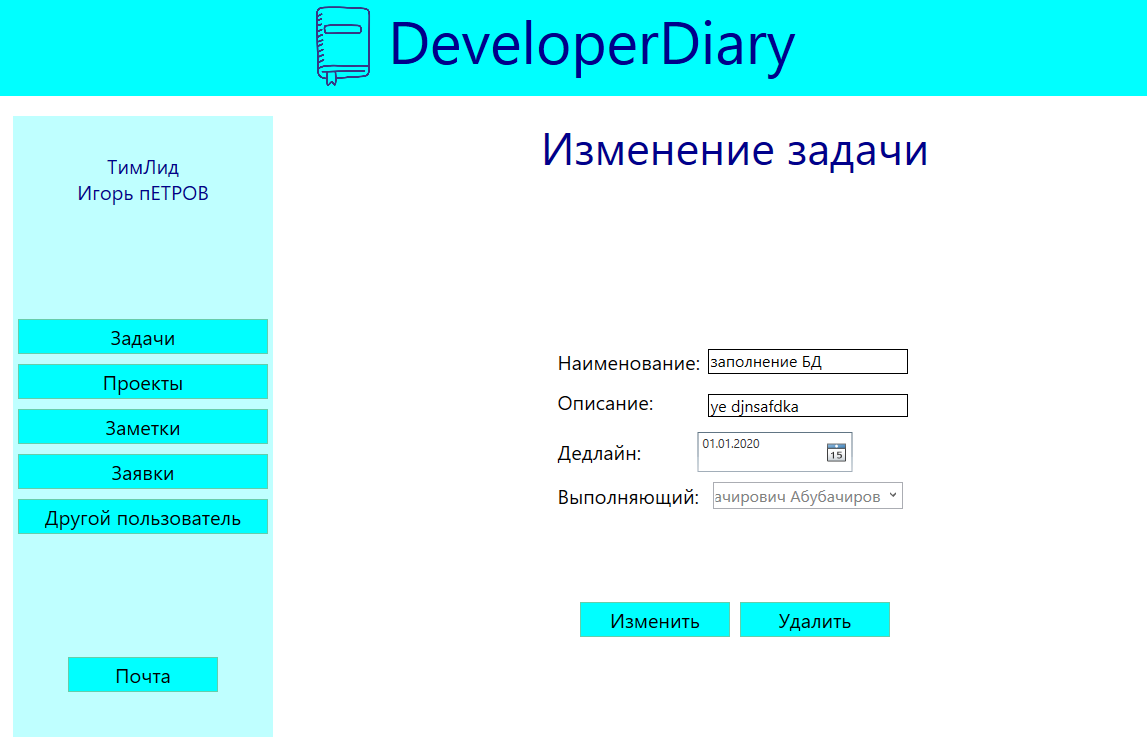 DeveloperDiary
ТимЛид
Игорь пЕТРОВ
Задачи
Проекты
Заметки
Заявки
Другой пользователь
Почта
Изменение задачи
Наименование: заполнение БД
Описание: ye djnsafdka
Дедлайн: 01.01.2020 15
Выполняющий: ачирович Абубачиров
Изменить Удалить